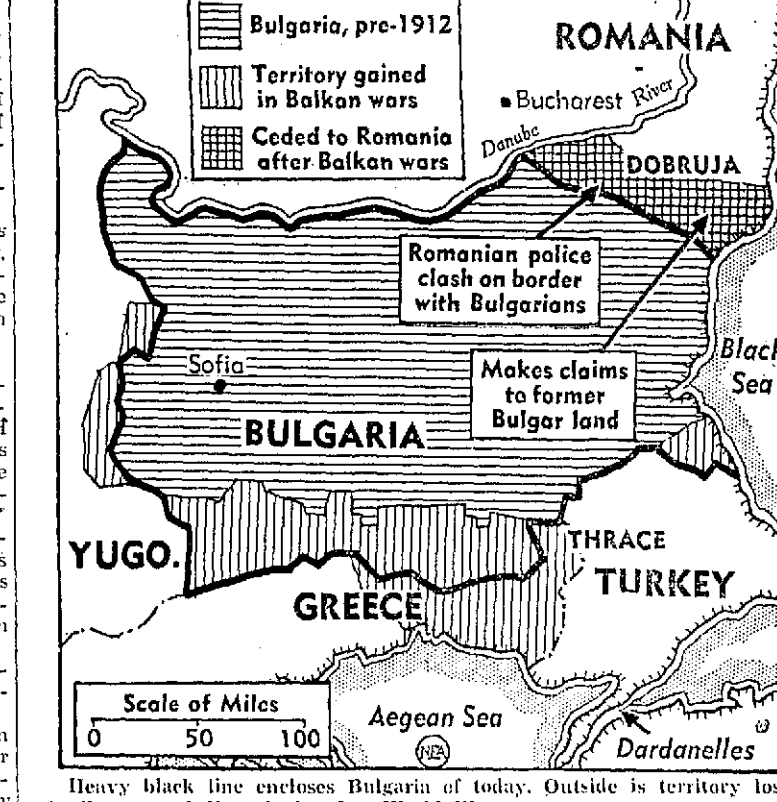 Bulgaria, pre-1912
Territory gained
in Balkan wars
Ceded to Romania
after Balkan wars
ROMANIA
Bucharest
River
Danube
DOBRUJA
Romanian police
clash on border
with Bulgarians
Makes claims
to former
Bulgar land
Black
Sea
Sofia
BULGARIA
YUGO.
THRACE
TURKEY
GREECE
Scale of Miles
0 50 100
Aegean Sea
NEA
Dardanelles
Heavy black line encloses Bulgaria of today. Outside is territory